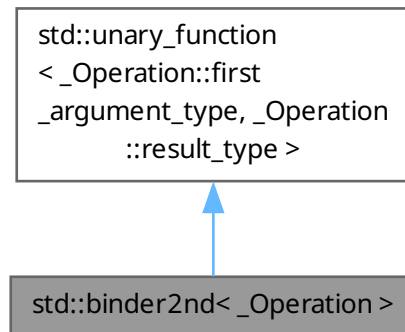 std::unary_function
< _Operation::first
_argument_type, _Operation
::result_type >
std::binder2nd< _Operation >